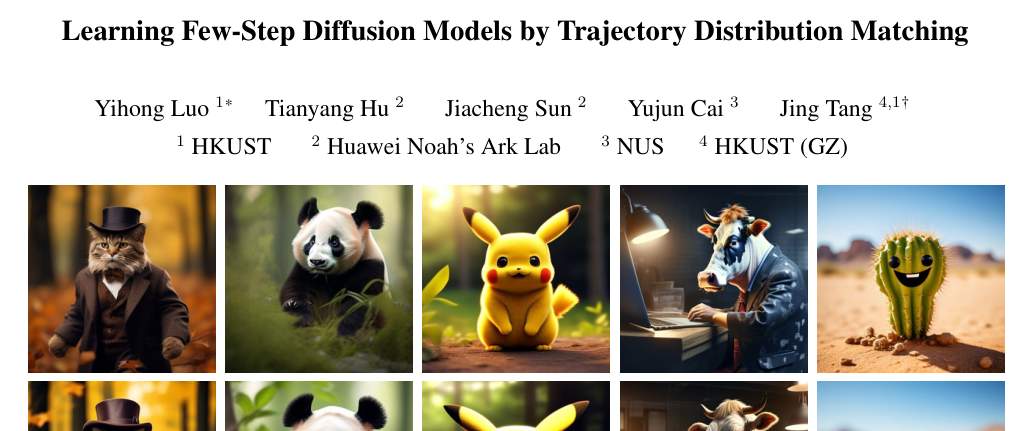 Learning Few-Step Diffusion Models by Trajectory Distribution Matching
Yihong Luo 1* Tianyang Hu 2 Jiacheng Sun 2 Yujun Cai 3 Jing Tang 4,1†
1 HKUST 2 Huawei Noah's Ark Lab 3 NUS 4 HKUST (GZ)